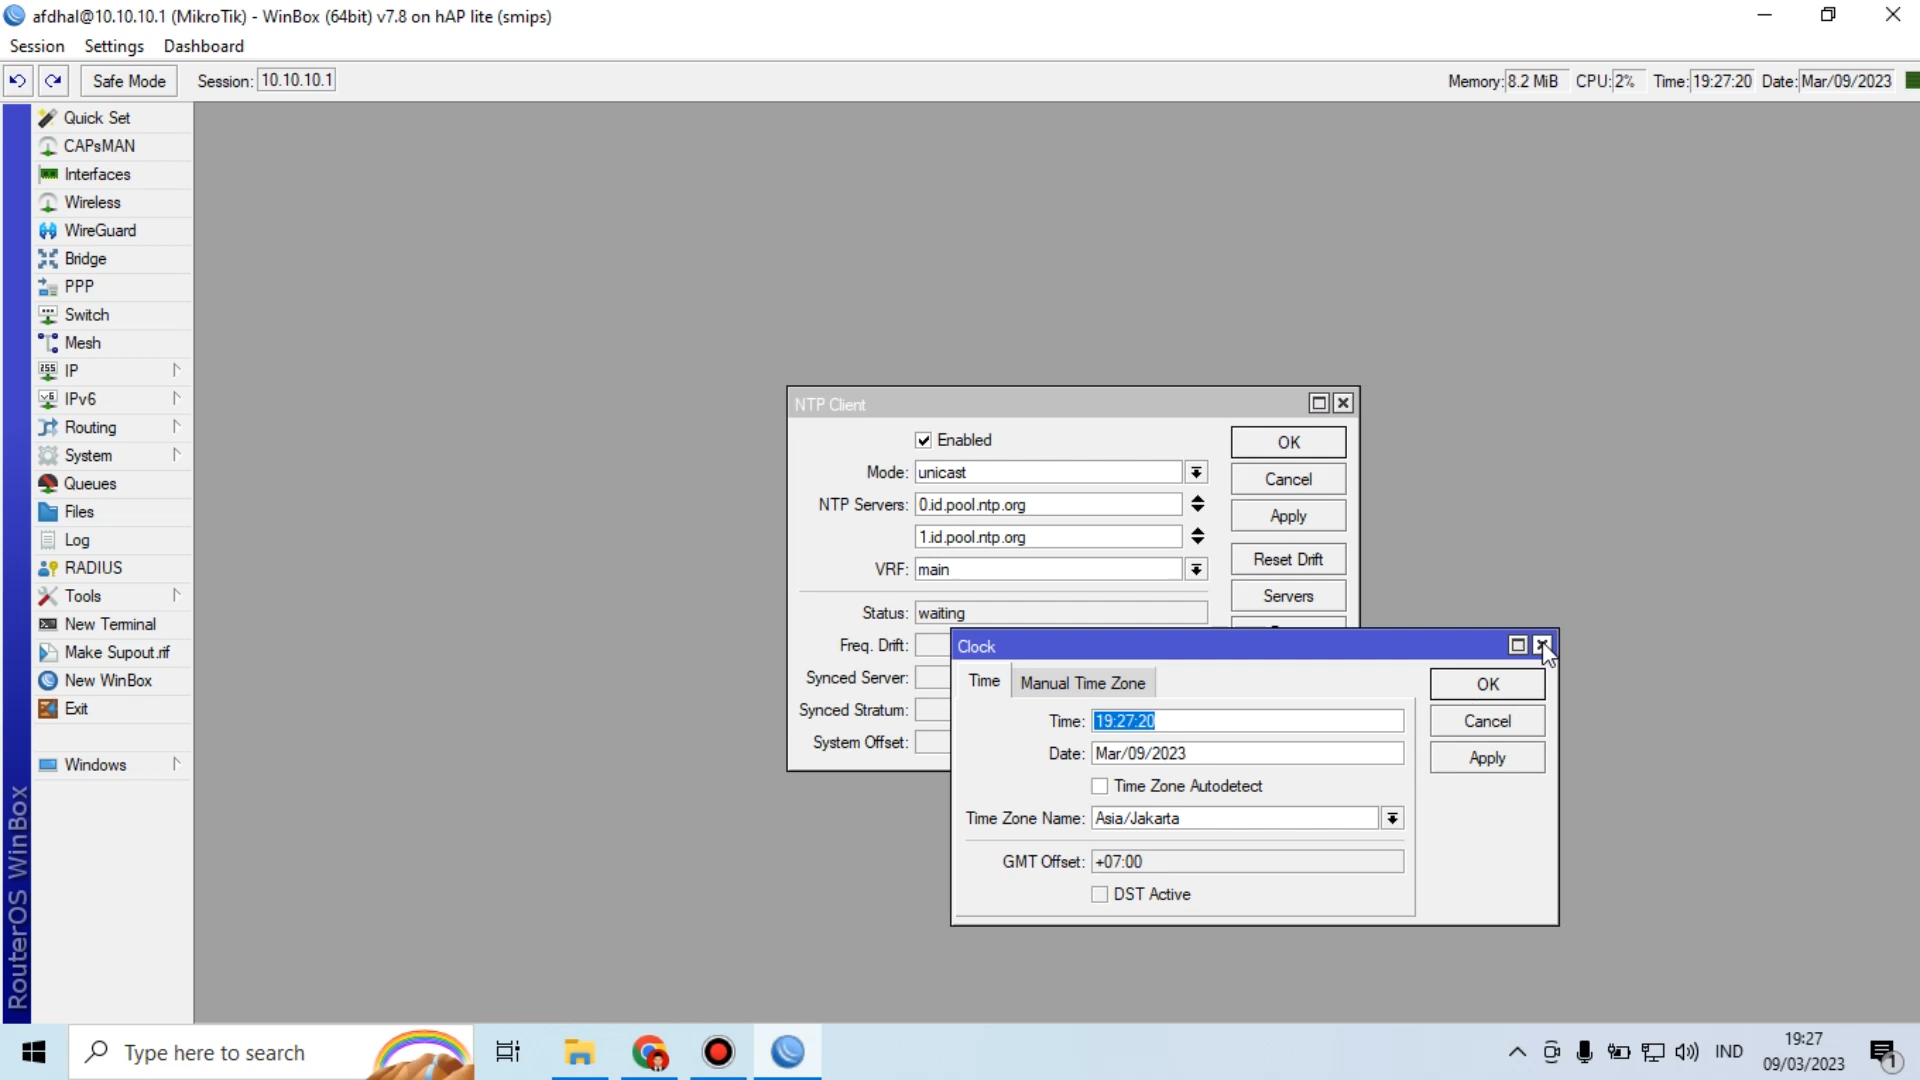 afdhal@10.10.10.1 (MikroTik) - WinBox (64bit) v7.8 on hAP lite (smips)
Session Settings Dashboard
Safe Mode Session: 10.10.10.1 Memory: 8.2 MiB CPU: 2% Time: 19:27:20 Date: Mar/09/2023
Quick Set
CAPsMAN
Interfaces
Wireless
WireGuard
Bridge
PPP
Switch
Mesh
IP
IPv6
Routing
System
Queues
Files
Log
RADIUS
Tools
New Terminal
Make Supout.rif
New WinBox
Exit
Windows
RouterOS WinBox
NTP Client
Enabled
Mode: unicast
NTP Servers: 0.id.pool.ntp.org
1.id.pool.ntp.org
VRF: main
Status: waiting
Freq. Drift:
Synced Server:
Synced Stratum:
System Offset:
OK
Cancel
Apply
Reset Drift
Servers
Clock
Time Manual Time Zone
Time: 19:27:20
Date: Mar/09/2023
Time Zone Autodetect
Time Zone Name: Asia/Jakarta
GMT Offset: +07:00
DST Active
OK
Cancel
Apply
Type here to search
IND
19:27
09/03/2023
1